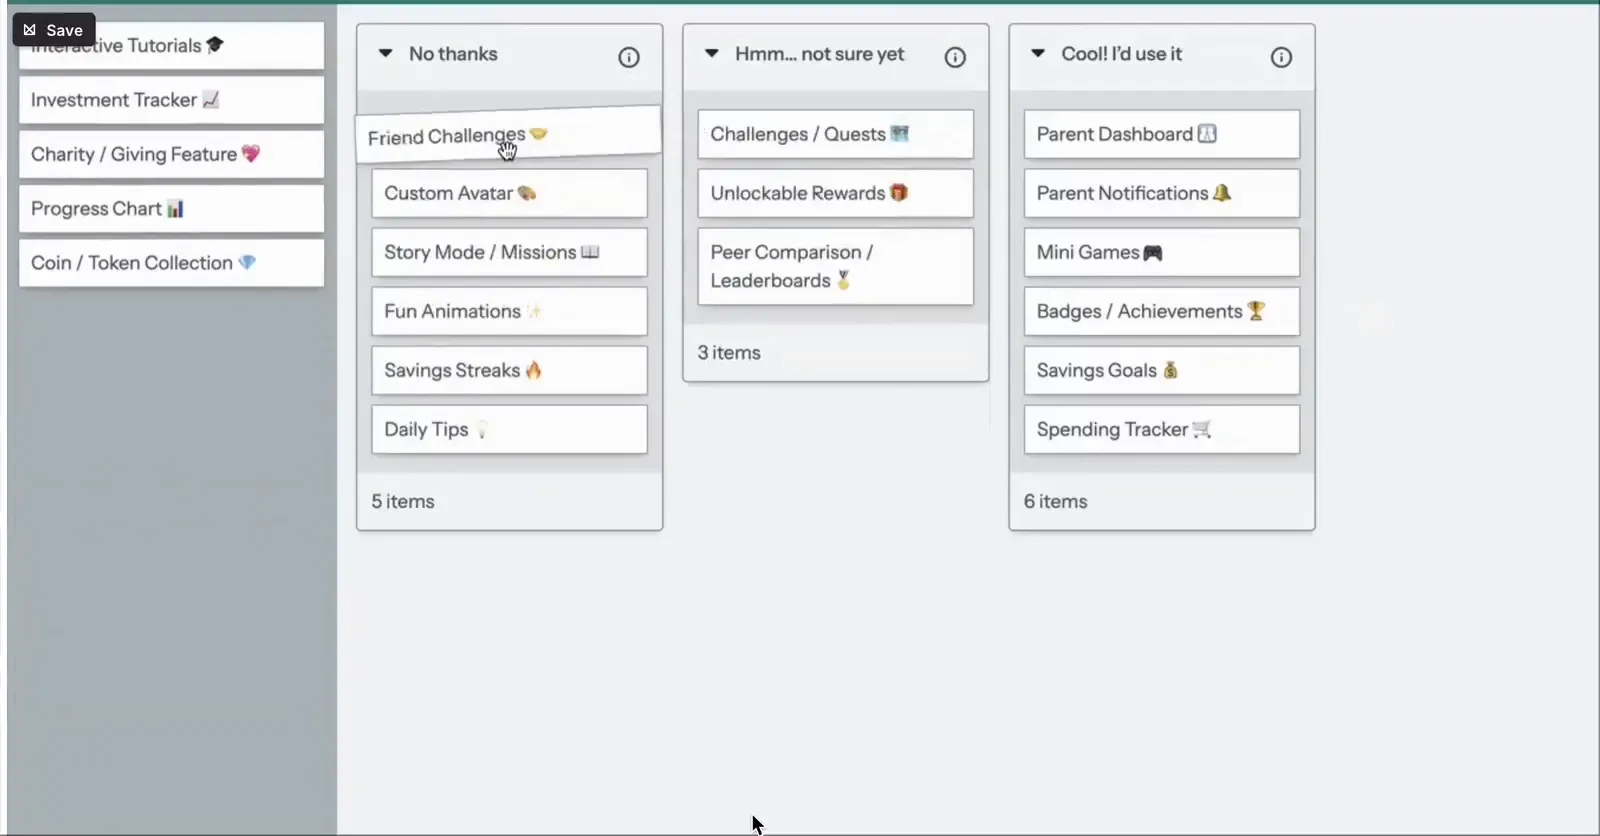 Save
Interactive Tutorials 🎓
Investment Tracker 📈
Charity / Giving Feature 💖
Progress Chart 📊
Coin / Token Collection 💎
No thanks
Friend Challenges 🤝
Custom Avatar 🎨
Story Mode / Missions 📖
Fun Animations ✨
Savings Streaks 🔥
Daily Tips 💡
5 items
Hmm... not sure yet
Challenges / Quests 🗺️
Unlockable Rewards 🎁
Peer Comparison /
Leaderboards 🏅
3 items
Cool! I’d use it
Parent Dashboard
Parent Notifications 🔔
Mini Games 🎮
Badges / Achievements 🏆
Savings Goals 💰
Spending Tracker 🛒
6 items